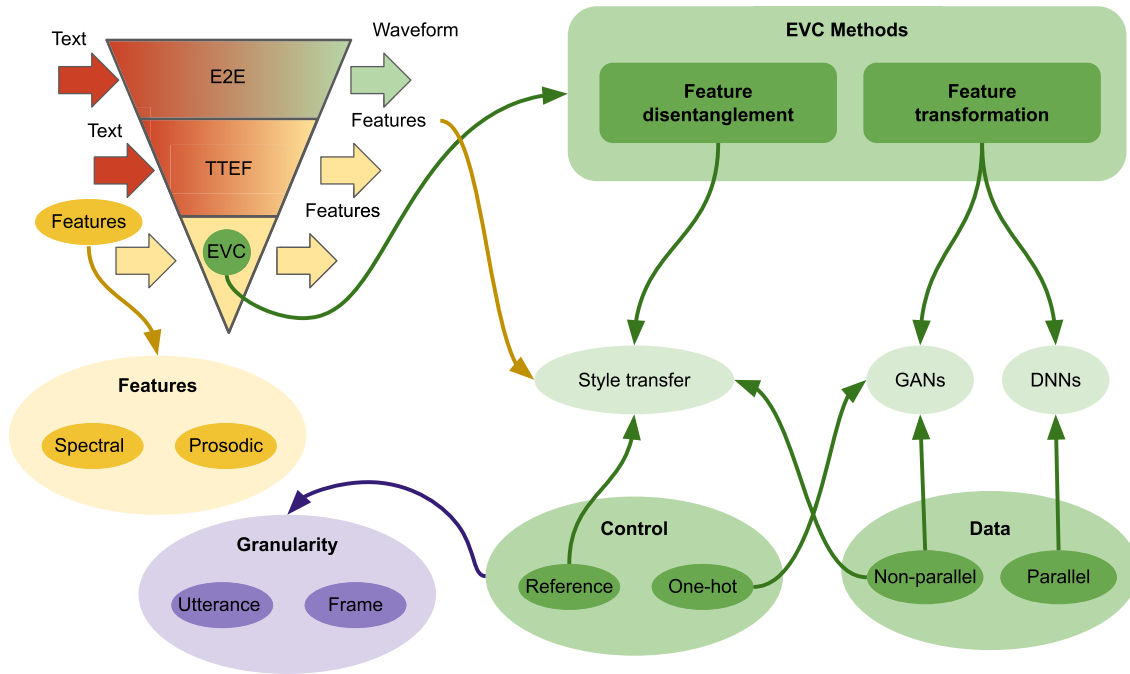 Text
Waveform
E2E
Text
Features
TTEF
Features
Features
EVC
EVC Methods
Feature
disentanglement
Feature
transformation
Style transfer
GANs
DNNs
Features
Spectral
Prosodic
Granularity
Utterance
Frame
Control
Reference
One-hot
Data
Non-parallel
Parallel